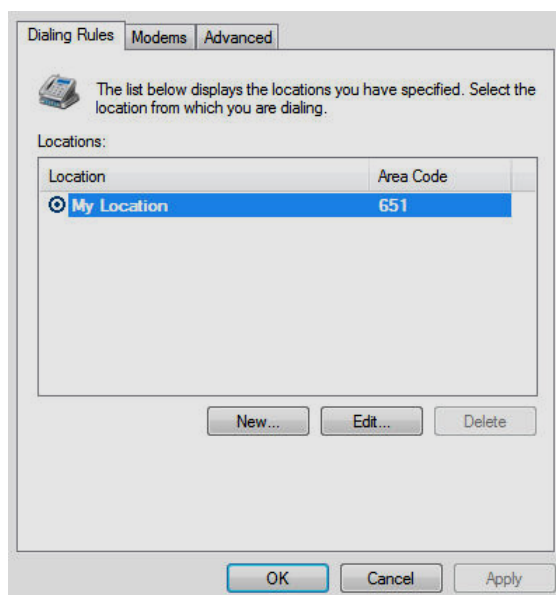 Dialing Rules Modems Advanced
The list below displays the locations you have specified. Select the
location from which you are dialing.
Locations:
Location Area Code
My Location 651
New... Edit... Delete
OK Cancel Apply